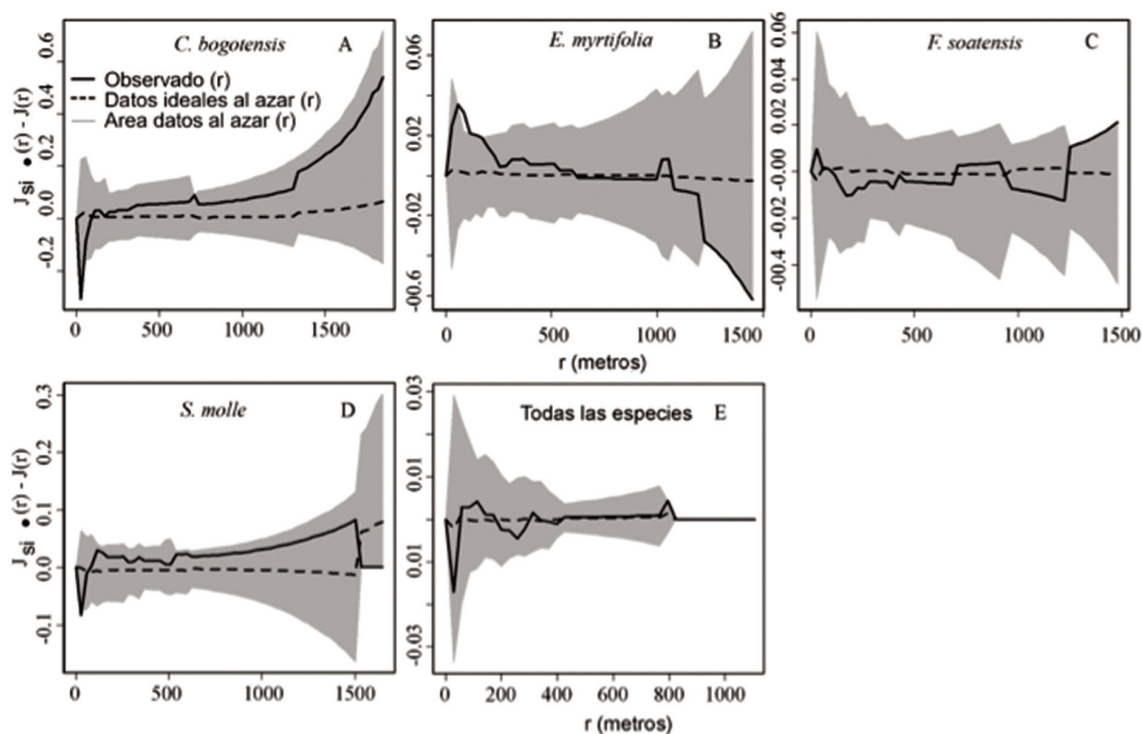 C. bogotensis A
Observado (r)
Datos ideales al azar (r)
Area datos al azar (r)
J si • (r) - J(r)
0.6
0.4
0.2
0.0
-0.2
0 500 1000 1500
E. myrtifolia B
0.06
0.02
-0.02
-00.6
0 500 1000 1500
r (metros)
F. soatensis C
0.06
0.04
0.02
-0.00
-0.02
-00.4
0 500 1000 1500
S. molle D
J si • (r) - J(r)
0.3
0.2
0.1
0.0
-0.1
0 500 1000 1500
Todas las especies E
0.03
0.01
0.01
-0.03
0 200 400 600 800 1000
r (metros)